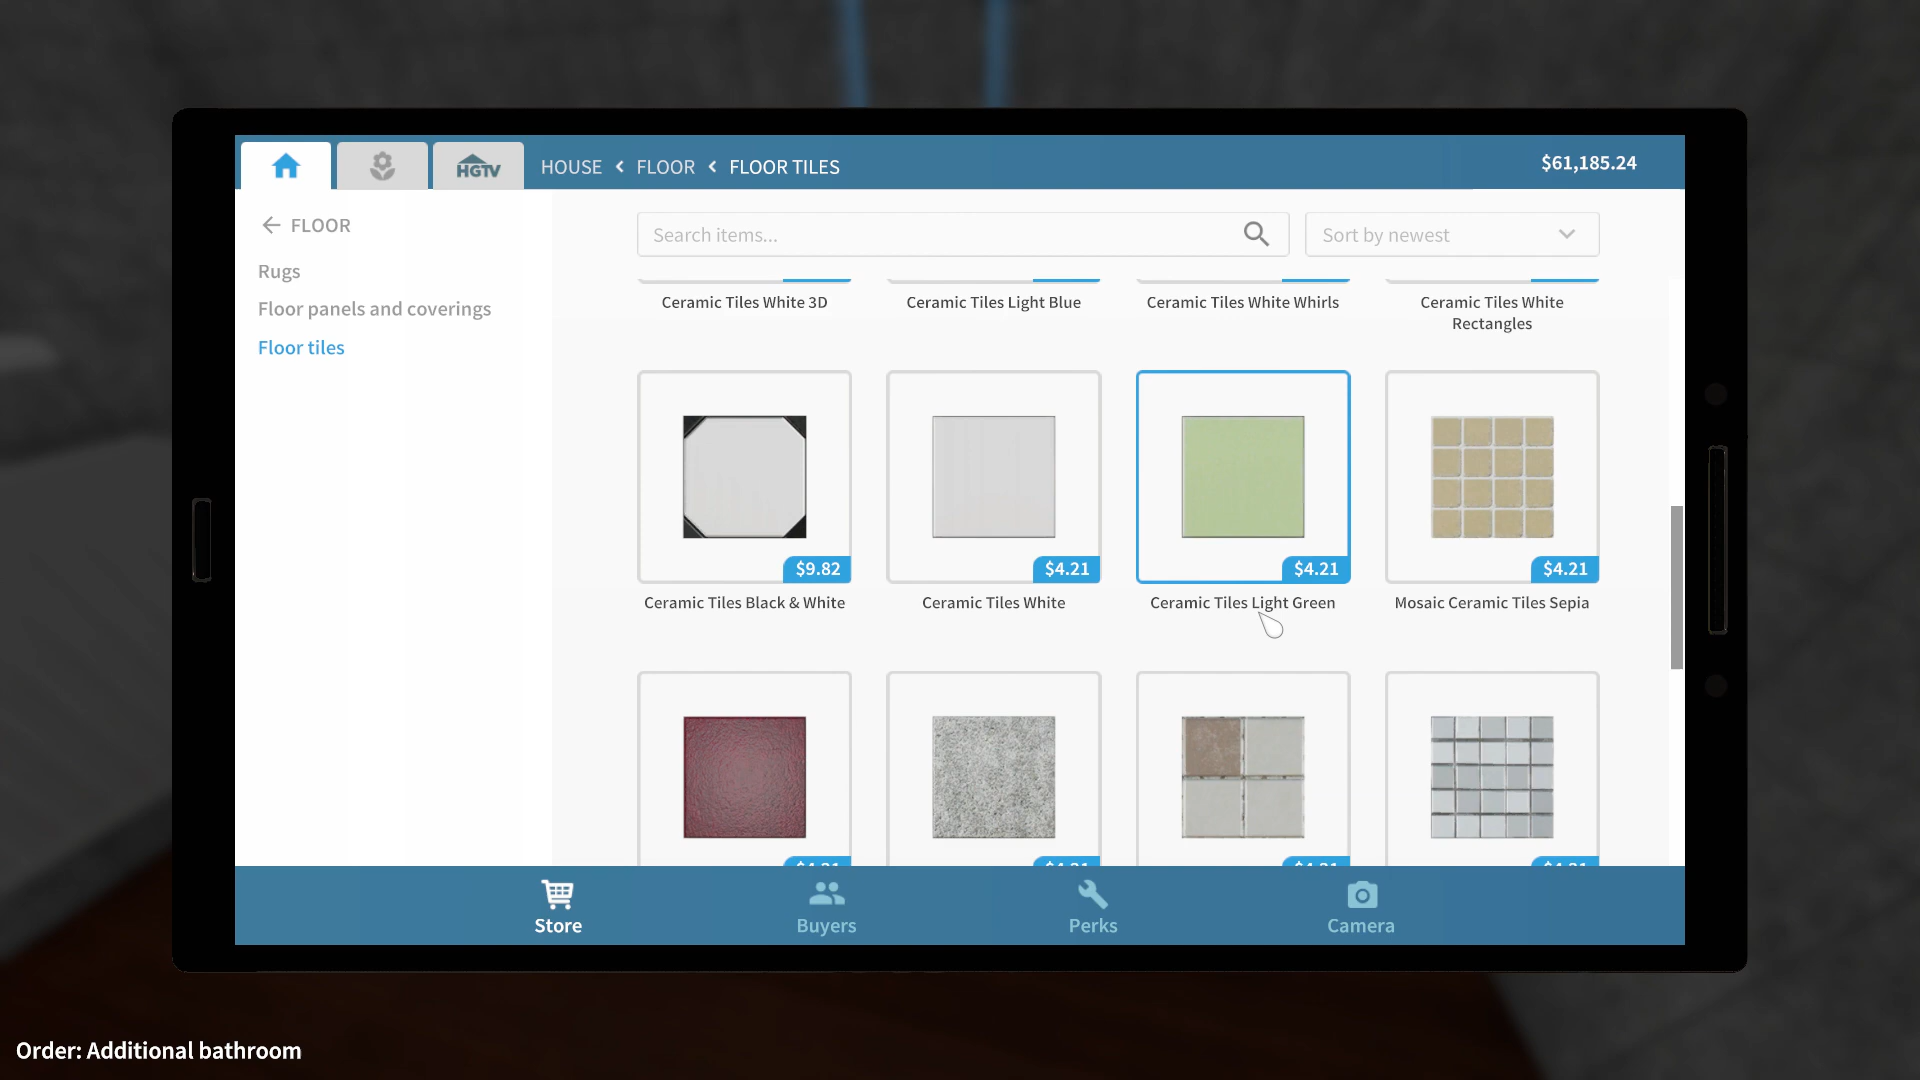 HGTV
HOUSE < FLOOR < FLOOR TILES
$61,185.24
FLOOR
Rugs
Floor panels and coverings
Floor tiles
Search items...
Sort by newest
Ceramic Tiles White 3D
Ceramic Tiles Light Blue
Ceramic Tiles White Whirls
Ceramic Tiles White
Rectangles
$9.82
$4.21
$4.21
$4.21
Ceramic Tiles Black & White
Ceramic Tiles White
Ceramic Tiles Light Green
Mosaic Ceramic Tiles Sepia
Store
Buyers
Perks
Camera
Order: Additional bathroom